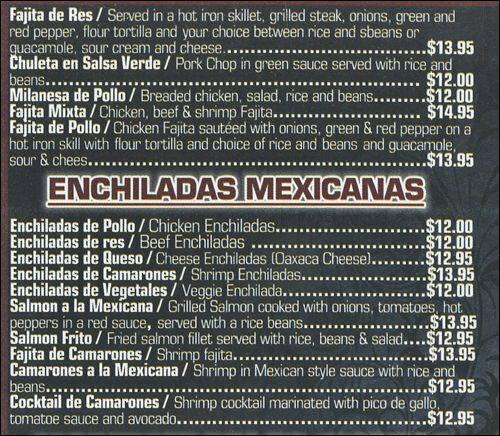 Fajita de Res / Served in a hot iron skillet, grilled steak, onions, green and
red pepper, flour tortilla and your choice between rice and sbeans or
guacamole, sour cream and cheese..............................$13.95
Chuleta en Salsa Verde / Pork Chop in green sauce served with rice and
beans........................................................ $12.00
Milanesa de Pollo / Breaded chicken, salad, rice and beans........$12.00
Fajita Mixta / Chicken, beef & shrimp Fajita........................$14.95
Fajita de Pollo / Chicken Fajita sautéed with onions, green & red pepper on a
hot iron skill with flour tortilla and choice of rice and beans and guacamole,
sour & chees..................................................$13.95
ENCHILADAS MEXICANAS
Enchiladas de Pollo / Chicken Enchiladas........................$12.00
Enchiladas de res / Beef Enchiladas ...........................$12.00
Enchiladas de Queso / Cheese Enchiladas (Oaxaca Cheese)........$12.95
Enchiladas de Camarones / Shrimp Enchiladas...................$13.95
Enchiladas de Vegetales / Veggie Enchilada......................$12.00
Salmon a la Mexicana / Grilled Salmon cooked with onions, tomatoes, hot
peppers in a red sauce, served with a rice beans...................$13.95
Salmon Frito / Fried salmon fillet served with rice, beans & salad....$12.95
Fajita de Camarones / Shrimp fajita.............................$13.95
Camarones a la Mexicana / Shrimp in Mexican style sauce with rice and
beans.........................................................$12.95
Cocktail de Camarones / Shrimp cocktail marinated with pico de gallo,
tomatoe sauce and avocado.....................................$12.95